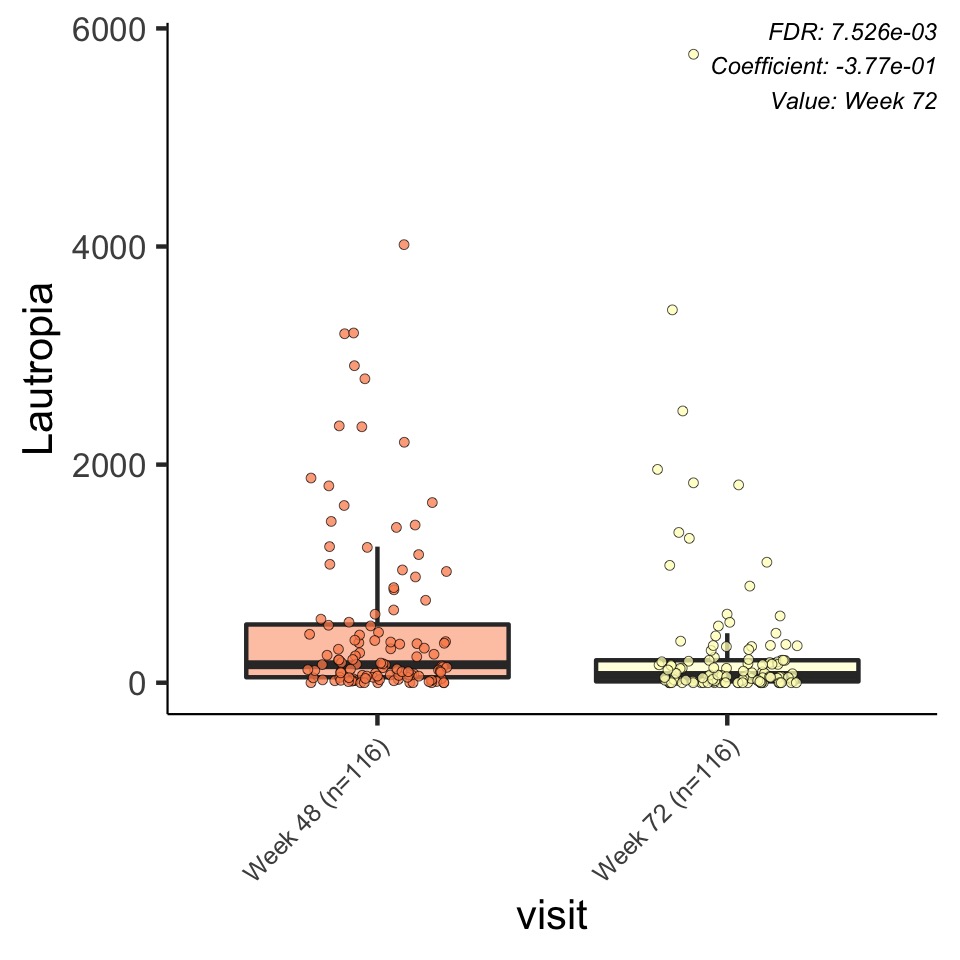 FDR: 7.526e-03
Coefficient: -3.77e-01
Value: Week 72
6000
4000
2000
0
Lautropia
Week 48 (n=116)
Week 72 (n=116)
visit